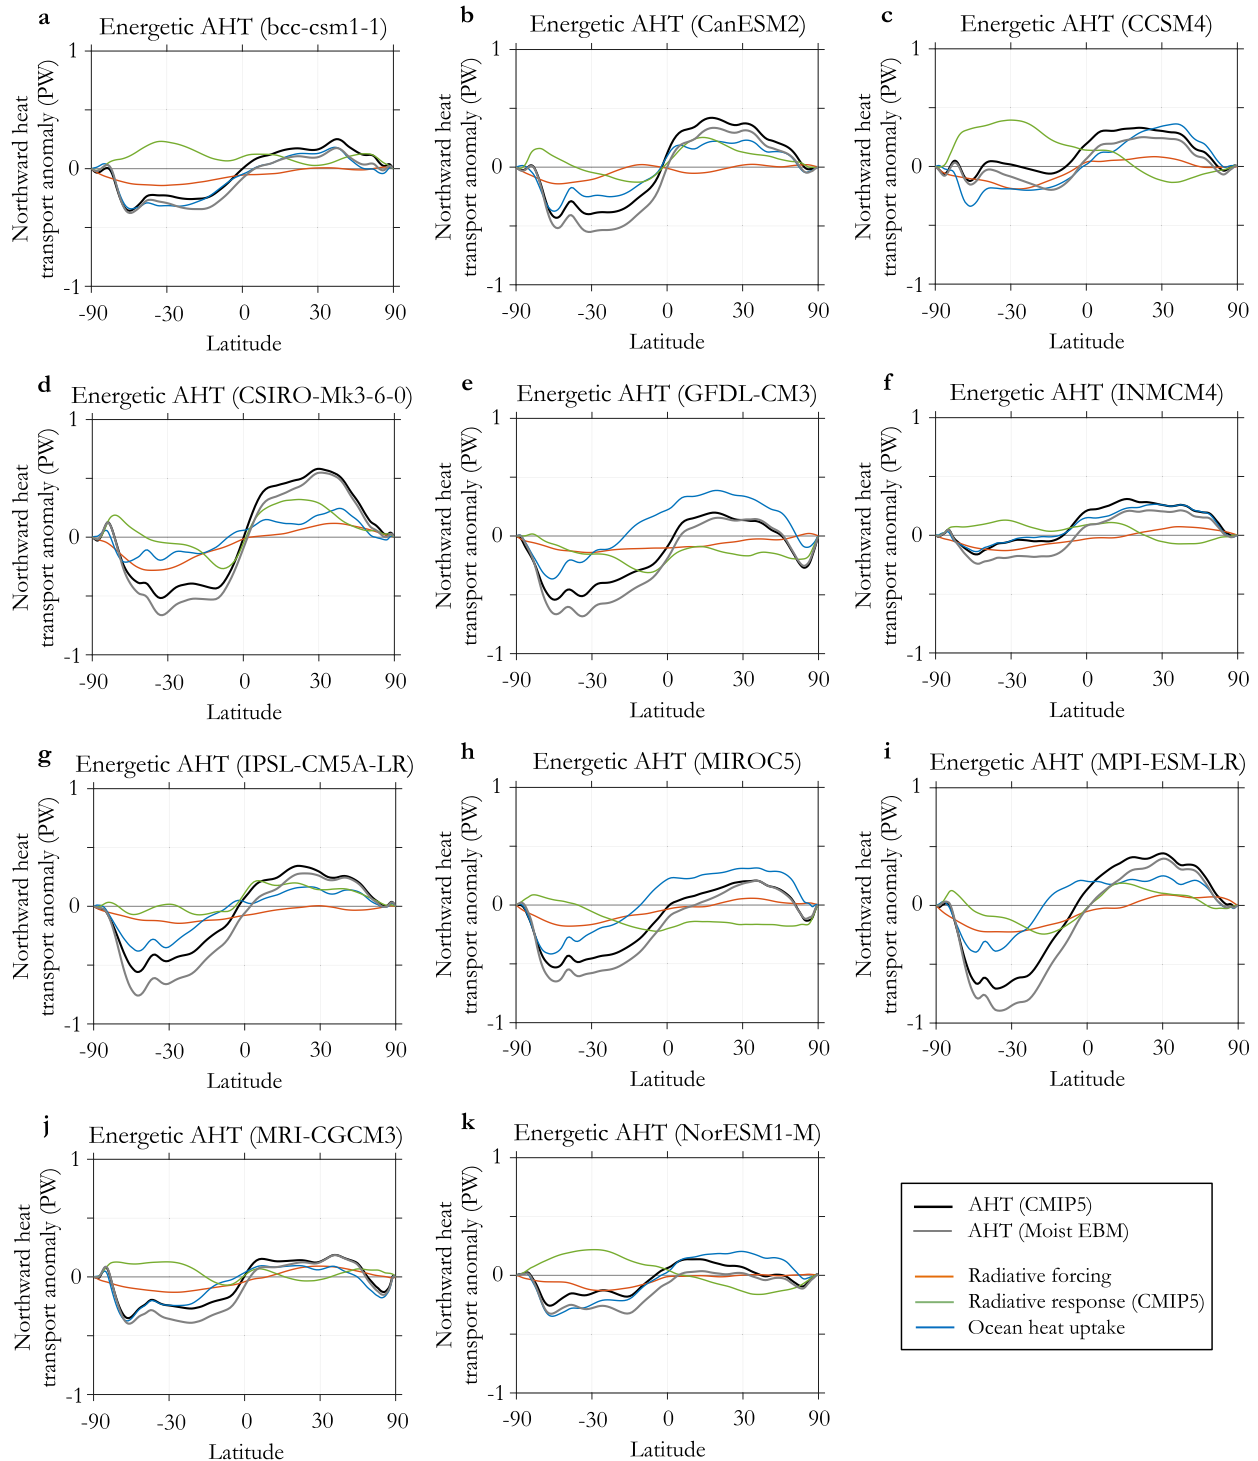 a
Energetic AHT (bcc-csm1-1)
Northward heat
transport anomaly (PW)
1
0
-1
-90 -30 0 30 90
Latitude
b
Energetic AHT (CanESM2)
Northward heat
transport anomaly (PW)
1
0
-1
-90 -30 0 30 90
Latitude
c
Energetic AHT (CCSM4)
Northward heat
transport anomaly (PW)
1
0
-1
-90 -30 0 30 90
Latitude
d
Energetic AHT (CSIRO-Mk3-6-0)
Northward heat
transport anomaly (PW)
1
0
-1
-90 -30 0 30 90
Latitude
e
Energetic AHT (GFDL-CM3)
Northward heat
transport anomaly (PW)
1
0
-1
-90 -30 0 30 90
Latitude
f
Energetic AHT (INMCM4)
Northward heat
transport anomaly (PW)
1
0
-1
-90 -30 0 30 90
Latitude
g
Energetic AHT (IPSL-CM5A-LR)
Northward heat
transport anomaly (PW)
1
0
-1
-90 -30 0 30 90
Latitude
h
Energetic AHT (MIROC5)
Northward heat
transport anomaly (PW)
1
0
-1
-90 -30 0 30 90
Latitude
i
Energetic AHT (MPI-ESM-LR)
Northward heat
transport anomaly (PW)
1
0
-1
-90 -30 0 30 90
Latitude
j
Energetic AHT (MRI-CGCM3)
Northward heat
transport anomaly (PW)
1
0
-1
-90 -30 0 30 90
Latitude
k
Energetic AHT (NorESM1-M)
Northward heat
transport anomaly (PW)
1
0
-1
-90 -30 0 30 90
Latitude
AHT (CMIP5)
AHT (Moist EBM)
Radiative forcing
Radiative response (CMIP5)
Ocean heat uptake